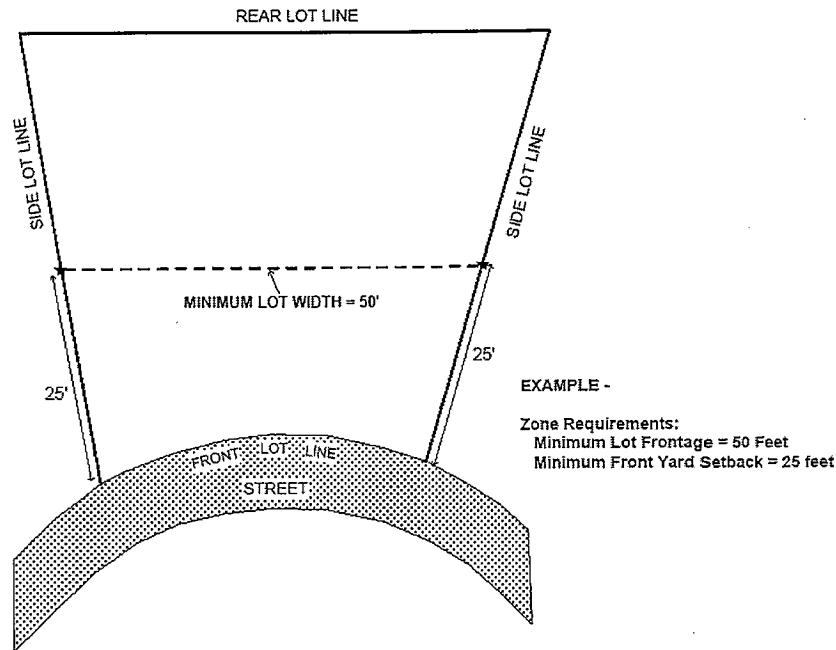 REAR LOT LINE
SIDE LOT LINE
SIDE LOT LINE
MINIMUM LOT WIDTH = 50'
25'
25'
EXAMPLE -
Zone Requirements:
Minimum Lot Frontage = 50 Feet
Minimum Front Yard Setback = 25 feet
FRONT LOT LINE
STREET